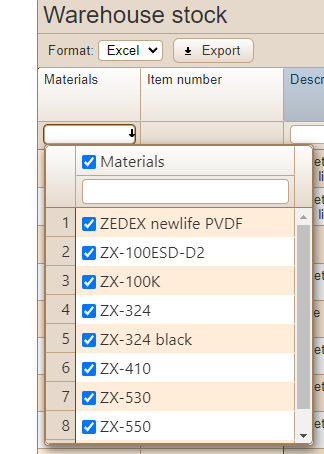 Warehouse stock
Format: Excel Export
Materials Item number Descr
Materials
1 ZEDEX newlife PVDF
2 ZX-100ESD-D2
3 ZX-100K
4 ZX-324
5 ZX-324 black
6 ZX-410
7 ZX-530
8 ZX-550